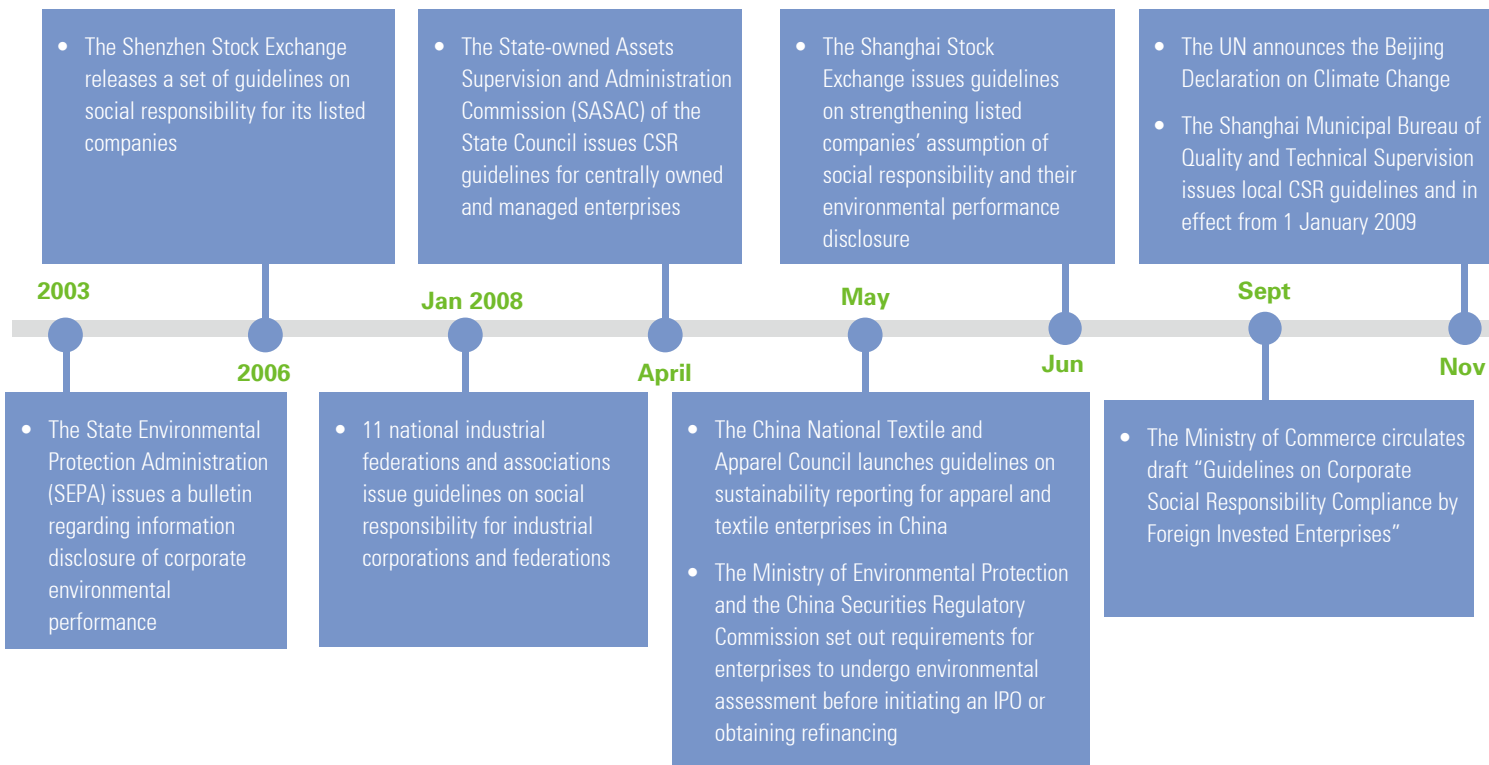 • The Shenzhen Stock Exchange
releases a set of guidelines on
social responsibility for its listed
companies
• The State-owned Assets
Supervision and Administration
Commission (SASAC) of the
State Council issues CSR
guidelines for centrally owned
and managed enterprises
• The Shanghai Stock
Exchange issues guidelines
on strengthening listed
companies’ assumption of
social responsibility and their
environmental performance
disclosure
• The UN announces the Beijing
Declaration on Climate Change
• The Shanghai Municipal Bureau of
Quality and Technical Supervision
issues local CSR guidelines and in
effect from 1 January 2009
2003
2006
Jan 2008
April
May
Jun
Sept
Nov
• The State Environmental
Protection Administration
(SEPA) issues a bulletin
regarding information
disclosure of corporate
environmental
performance
• 11 national industrial
federations and associations
issue guidelines on social
responsibility for industrial
corporations and federations
• The China National Textile and
Apparel Council launches guidelines on
sustainability reporting for apparel and
textile enterprises in China
• The Ministry of Environmental Protection
and the China Securities Regulatory
Commission set out requirements for
enterprises to undergo environmental
assessment before initiating an IPO or
obtaining refinancing
• The Ministry of Commerce circulates
draft “Guidelines on Corporate
Social Responsibility Compliance by
Foreign Invested Enterprises”